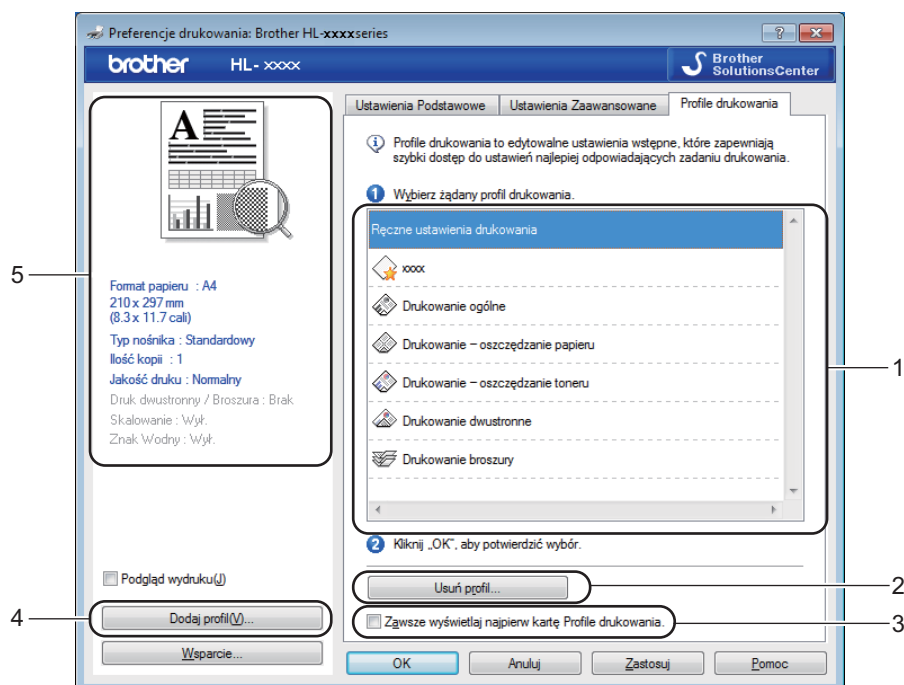 Preferencje drukowania: Brother HL-xxxx series
brother HL- xxxx
Brother
SolutionsCenter
A
Format papieru : A4
210 x 297 mm
(8.3 x 11.7 cali)
Typ nośnika : Standardowy
Ilość kopii : 1
Jakość druku : Normalny
Druk dwustronny / Broszura : Brak
Skalowanie : Wył.
Znak Wodny : Wył.
Podgląd wydruku(J)
Dodaj profil(V)...
Wsparcie...
Ustawienia Podstawowe Ustawienia Zaawansowane Profile drukowania
Profile drukowania to edytowalne ustawienia wstępne, które zapewniają
szybki dostęp do ustawień najlepiej odpowiadających zadaniu drukowania.
1 Wybierz żądany profil drukowania.
Ręczne ustawienia drukowania
xxxx
Drukowanie ogólne
Drukowanie – oszczędzanie papieru
Drukowanie – oszczędzanie toneru
Drukowanie dwustronne
Drukowanie broszury
2 Kliknij „OK", aby potwierdzić wybór.
Usuń profil...
Zawsze wyświetlaj najpierw kartę Profile drukowania.
OK Anuluj Zastosuj Pomoc
1
2
3
4
5